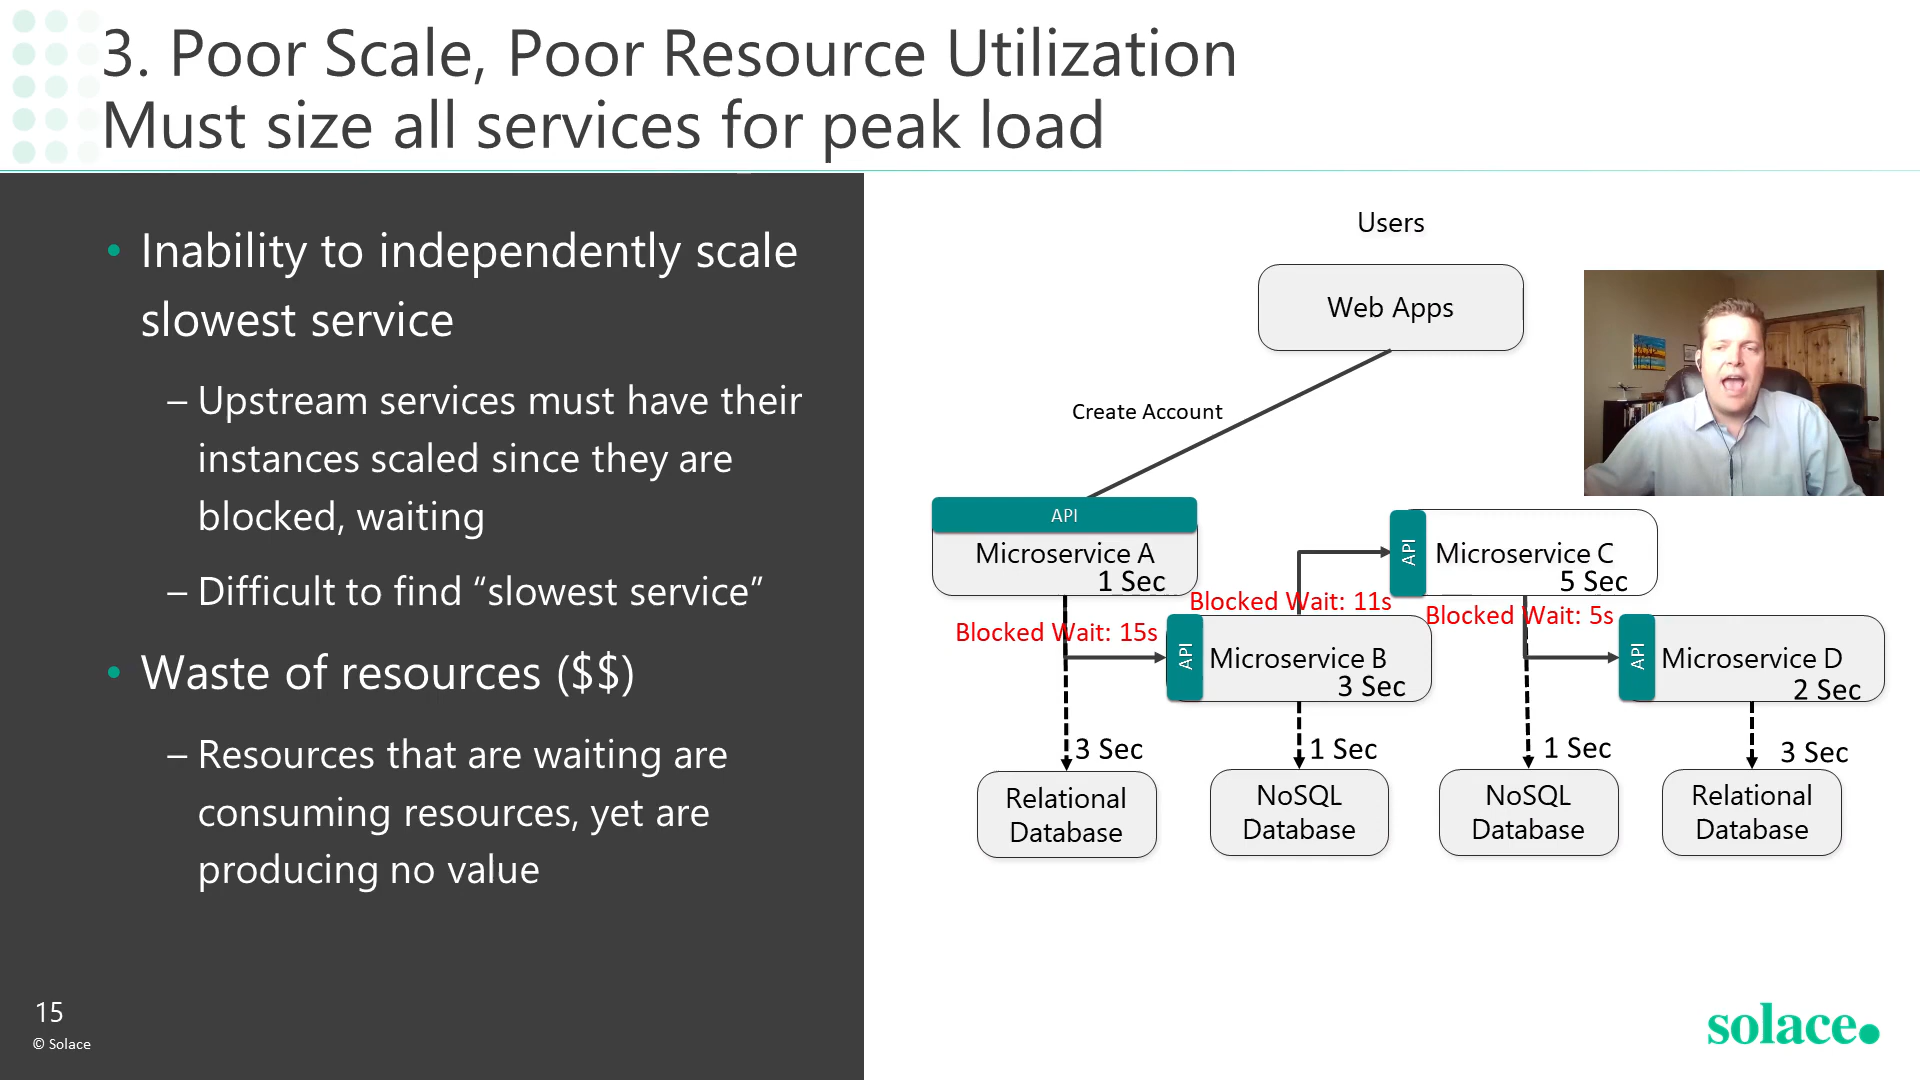 3. Poor Scale, Poor Resource Utilization
Must size all services for peak load
• Inability to independently scale
slowest service
– Upstream services must have their
instances scaled since they are
blocked, waiting
– Difficult to find “slowest service”
• Waste of resources ($$)
– Resources that are waiting are
consuming resources, yet are
producing no value
15
© Solace
Users
Web Apps
Create Account
API
Microservice A
1 Sec
Blocked Wait: 15s
3 Sec
Relational
Database
Blocked Wait: 11s
API
Microservice B
3 Sec
1 Sec
NoSQL
Database
API
Microservice C
5 Sec
Blocked Wait: 5s
1 Sec
NoSQL
Database
API
Microservice D
2 Sec
3 Sec
Relational
Database
solace.